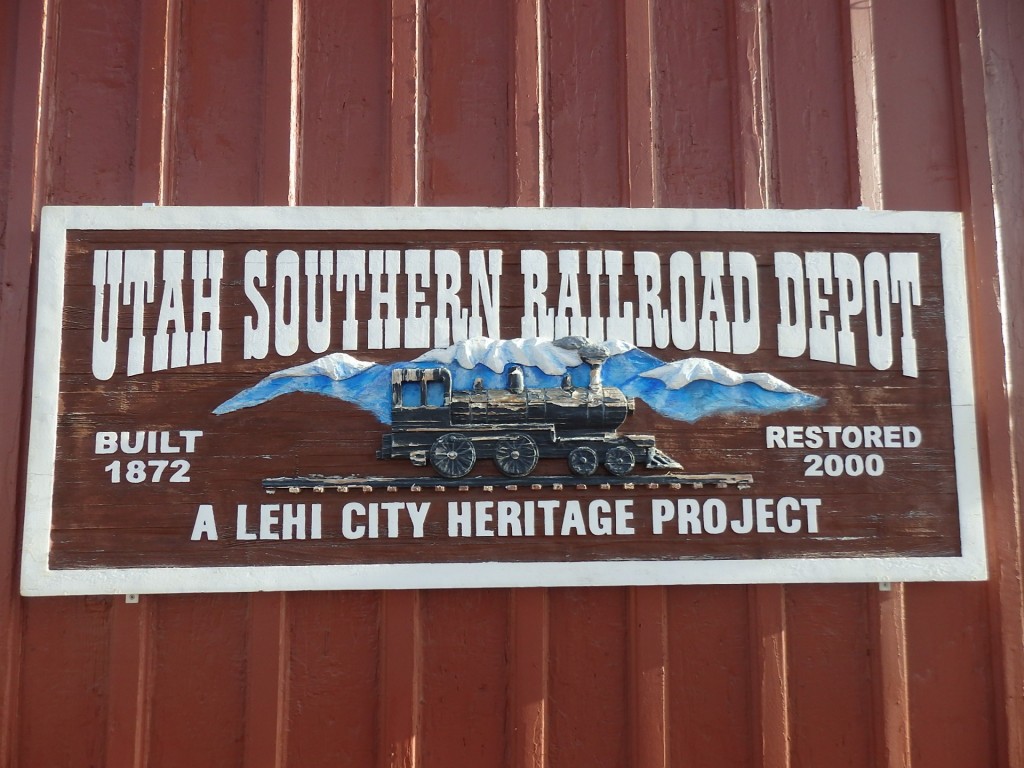 UTAH SOUTHERN RAILROAD DEPOT
BUILT
1872
RESTORED
2000
A LEHI CITY HERITAGE PROJECT